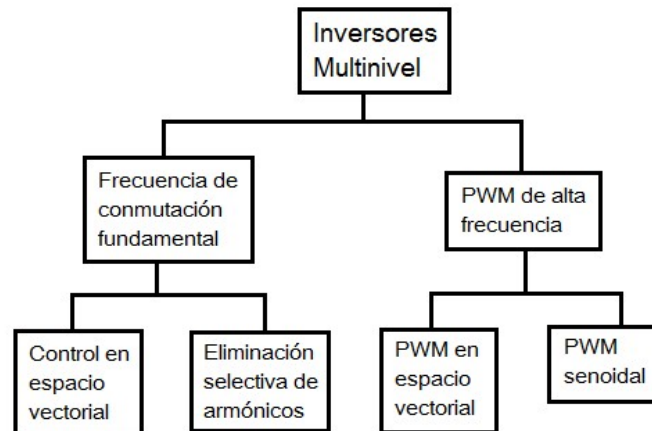 Inversores
Multinivel
Frecuencia de
conmutación
fundamental
PWM de alta
frecuencia
Control en
espacio
vectorial
Eliminación
selectiva de
armónicos
PWM en
espacio
vectorial
PWM
senoidal